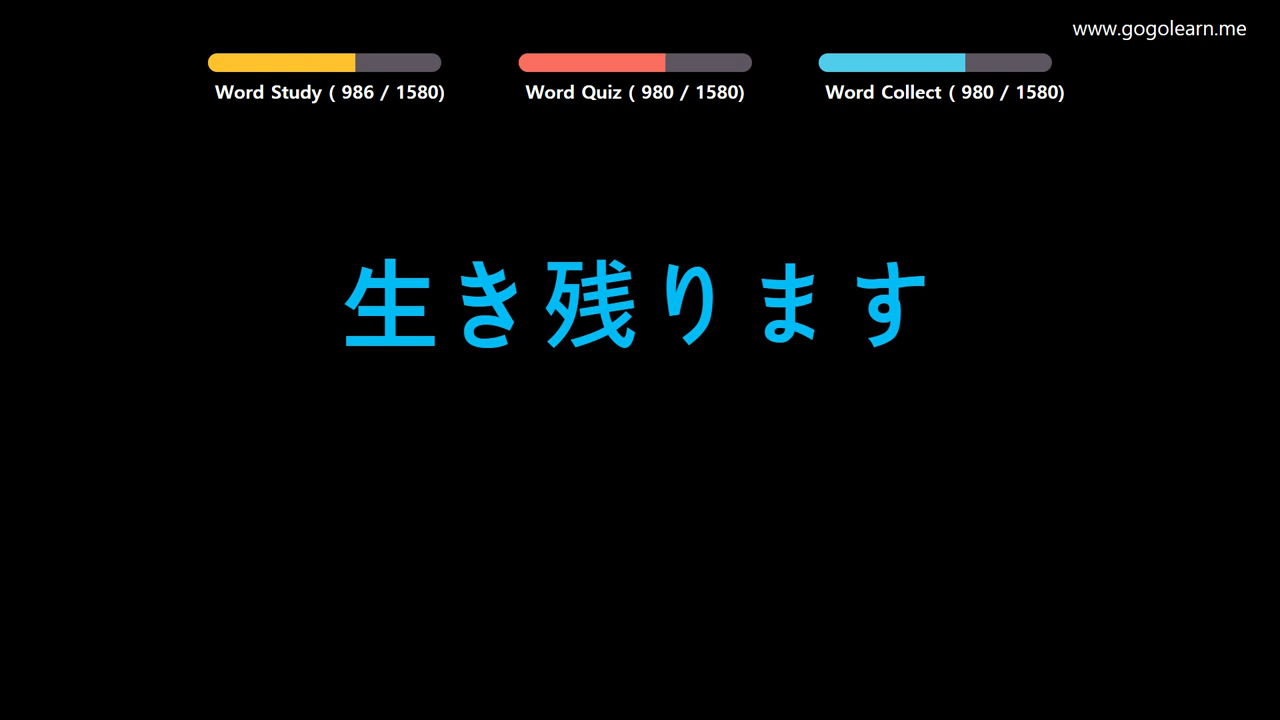 www.gogolearn.me
Word Study ( 986 / 1580)
Word Quiz ( 980 / 1580)
Word Collect ( 980 / 1580)
生き残ります